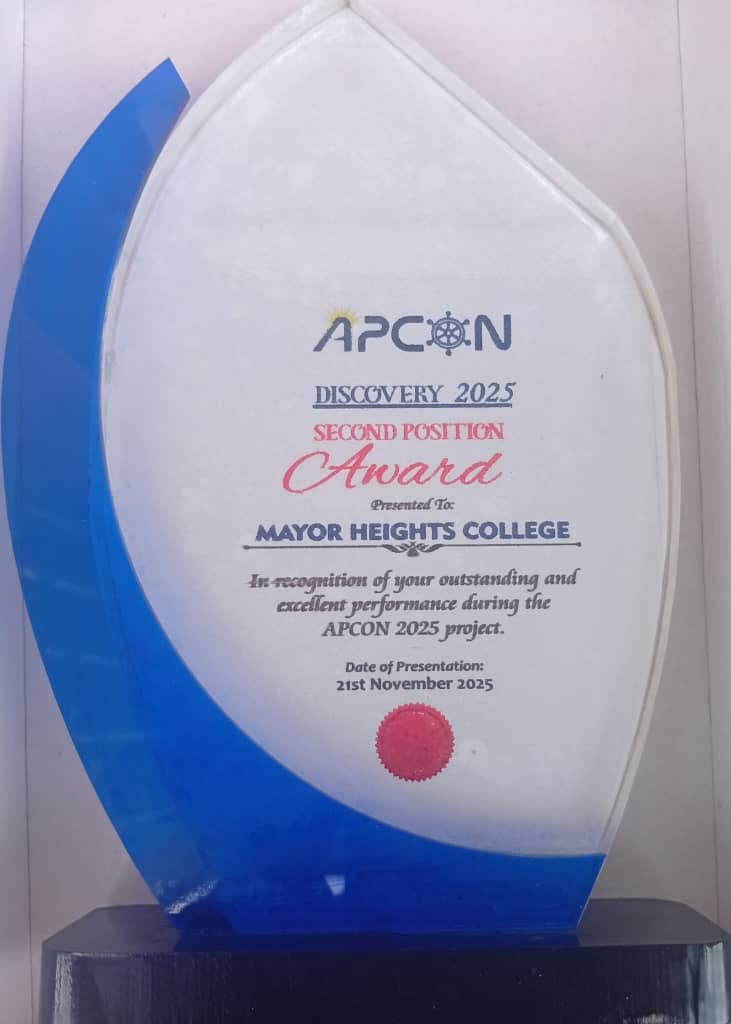 APCON
DISCOVERY 2025
SECOND POSITION
Award
Presented To:
MAYOR HEIGHTS COLLEGE
In recognition of your outstanding and
excellent performance during the
APCON 2025 project.
Date of Presentation:
21st November 2025